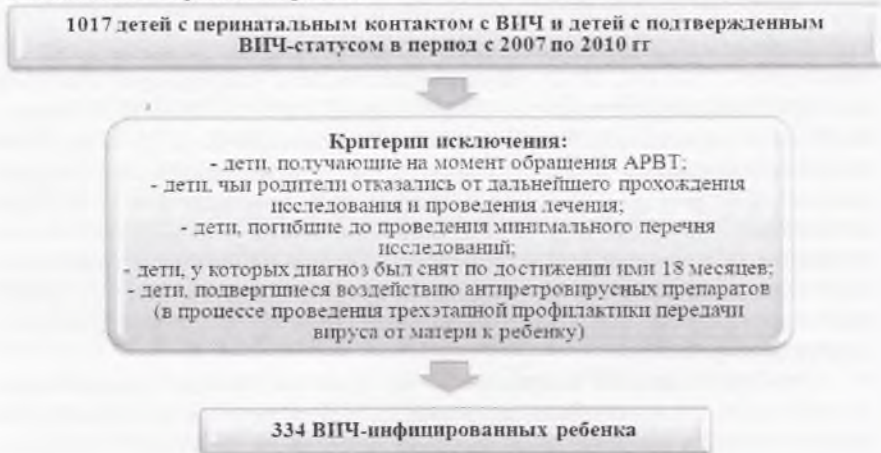 1017 детей с перинатальным контактом с ВИЧ и детей с подтвержденным
ВИЧ-статусом в период с 2007 по 2010 гг
Критерии исключения:
- дети, получающие на момент обращения АРВТ;
- дети, чьи родители отказались от дальнейшего прохождения
исследования и проведения лечения;
- дети, погибшие до проведения минимального перечня
исследований;
- дети, у которых диагноз был снят по достижении ими 18 месяцев;
- дети, подвергшиеся воздействию антиретровирусных препаратов
(в процессе проведения трехэтапной профилактики передачи
вируса от матери к ребенку)
334 ВИЧ-инфицированных ребенка